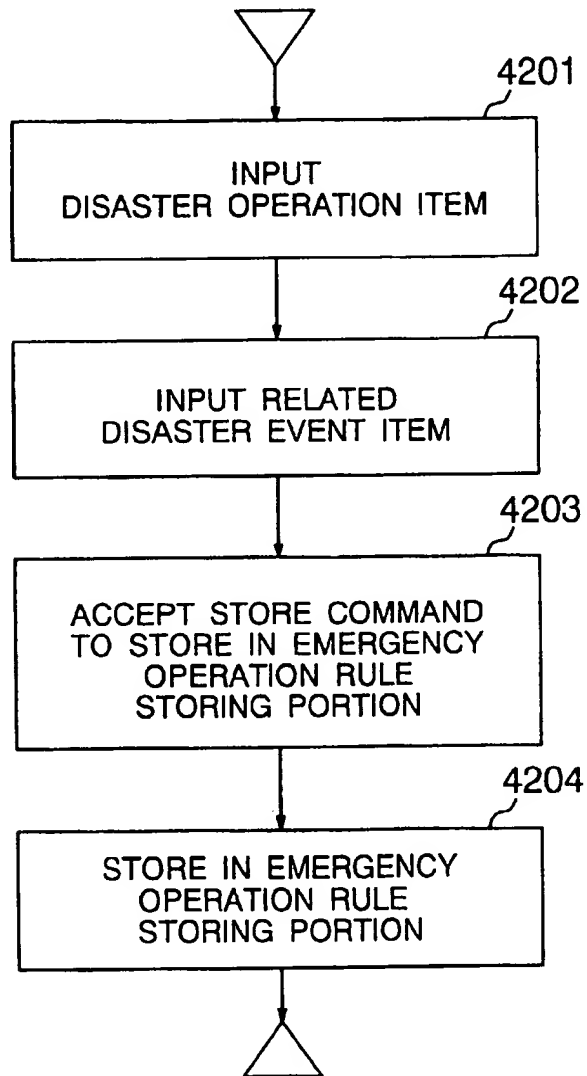 4201
INPUT
DISASTER OPERATION ITEM
4202
INPUT RELATED
DISASTER EVENT ITEM
4203
ACCEPT STORE COMMAND
TO STORE IN EMERGENCY
OPERATION RULE
STORING PORTION
4204
STORE IN EMERGENCY
OPERATION RULE
STORING PORTION